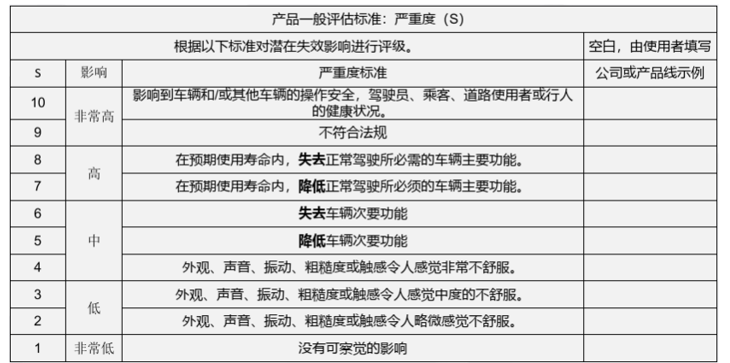 产品一般评估标准：严重度（S）
根据以下标准对潜在失效影响进行评级。 空白，由使用者填写
S 影响 严重度标准 公司或产品线示例
10 非常高 影响到车辆和/或其他车辆的操作安全，驾驶员、乘客、道路使用者或行人
的健康状况。
9 不符合法规
8 高 在预期使用寿命内，失去正常驾驶所必需的车辆主要功能。
7 在预期使用寿命内，降低正常驾驶所必须的车辆主要功能。
6 中 失去车辆次要功能
5 降低车辆次要功能
4 外观、声音、振动、粗糙度或触感令人感觉非常不舒服。
3 低 外观、声音、振动、粗糙度或触感令人感觉中度的不舒服。
2 外观、声音、振动、粗糙度或触感令人略微感觉不舒服。
1 非常低 没有可察觉的影响